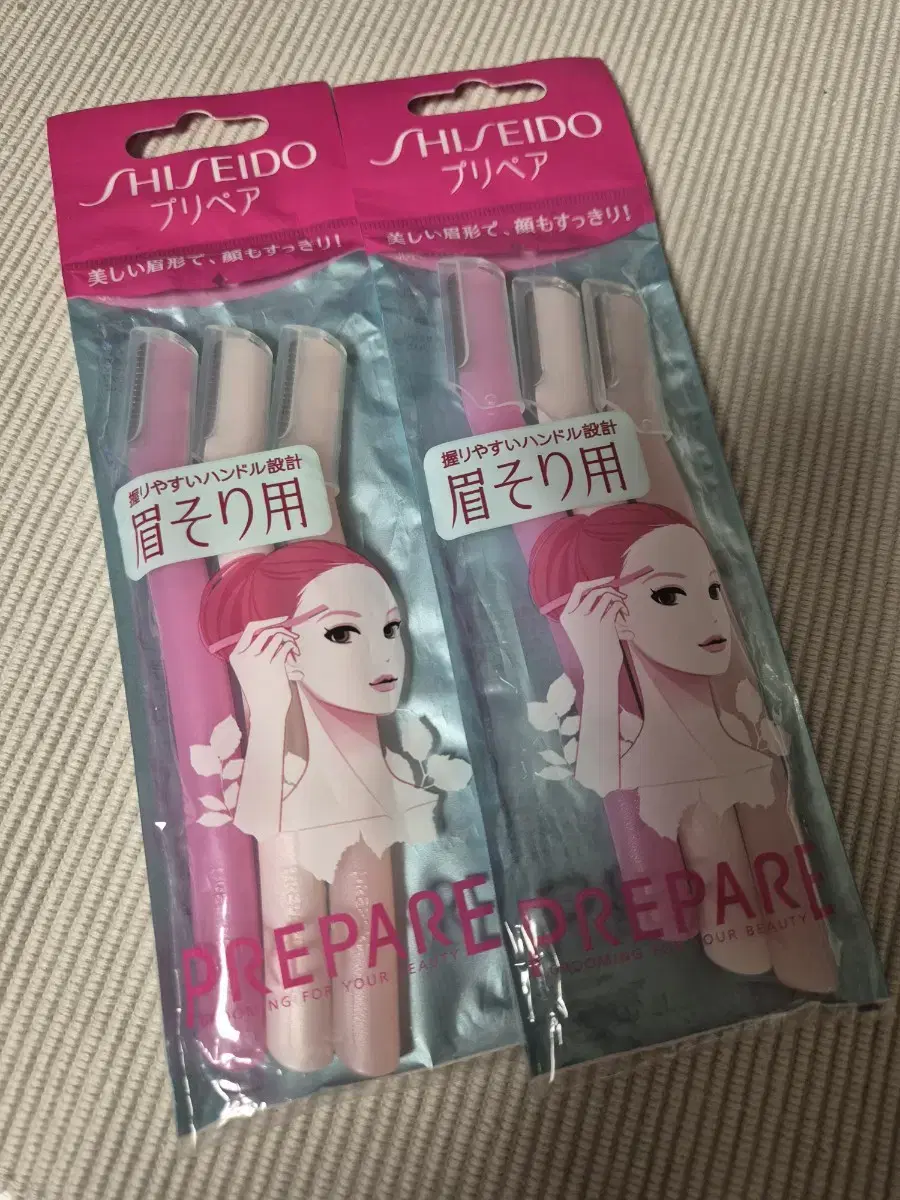 SHISEIDO
プリペア
美しい眉形で、顔もすっきり!
握りやすいハンドル設計
眉そり用
PREPARE
GROOMING FOR YOUR BEAUTY
SHISEIDO
プリペア
美しい眉形で、顔もすっきり!
握りやすいハンドル設計
眉そり用
PREPARE
GROOMING FOR YOUR BEAUTY